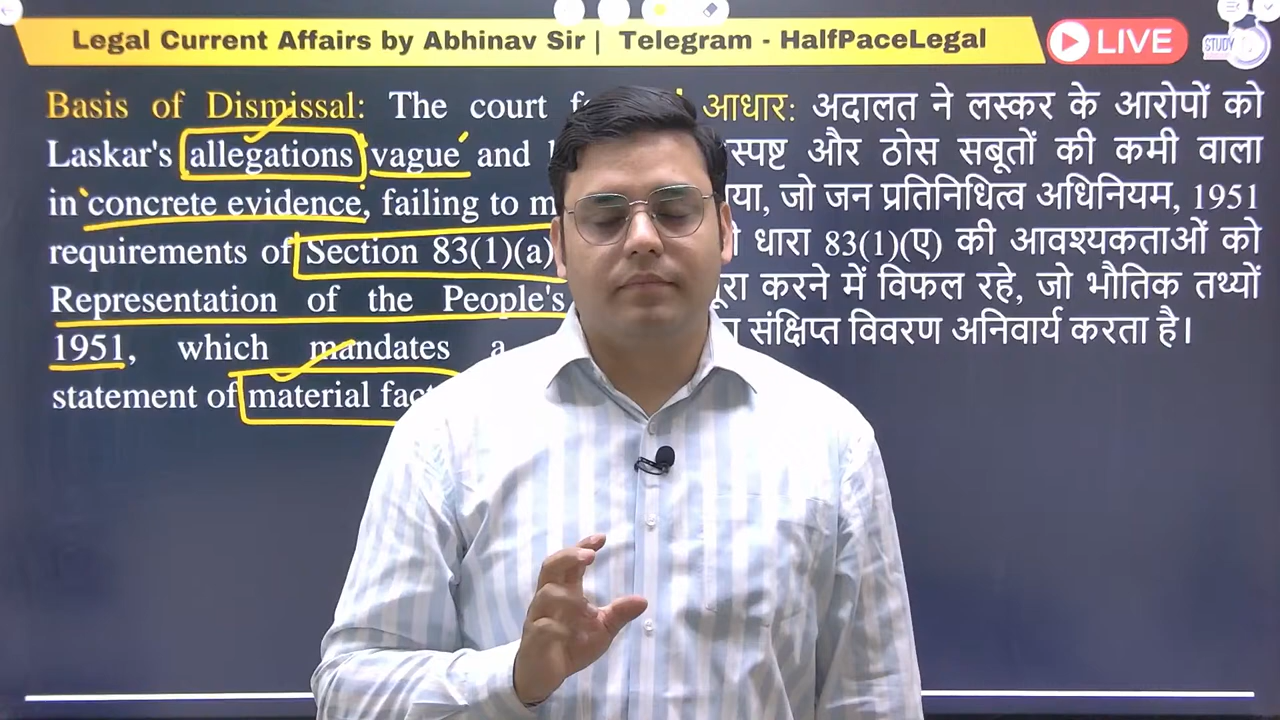 Legal Current Affairs by Abhinav Sir | Telegram - HalfPaceLegal
LIVE
STUDY
Basis of Dismissal: The court
Laskar's allegations vague and
in concrete evidence, failing to
requirements of Section 83(1)(a)
Representation of the People's
1951, which mandates a
statement of material
आधार: अदालत ने लस्कर के आरोपों को
और ठोस सबूतों की कमी वाला
जो जन प्रतिनिधित्व अधिनियम, 1951
धारा 83(1)(ए) की आवश्यकताओं को
करने में विफल रहे, जो भौतिक तथ्यों
संक्षिप्त विवरण अनिवार्य करता है।